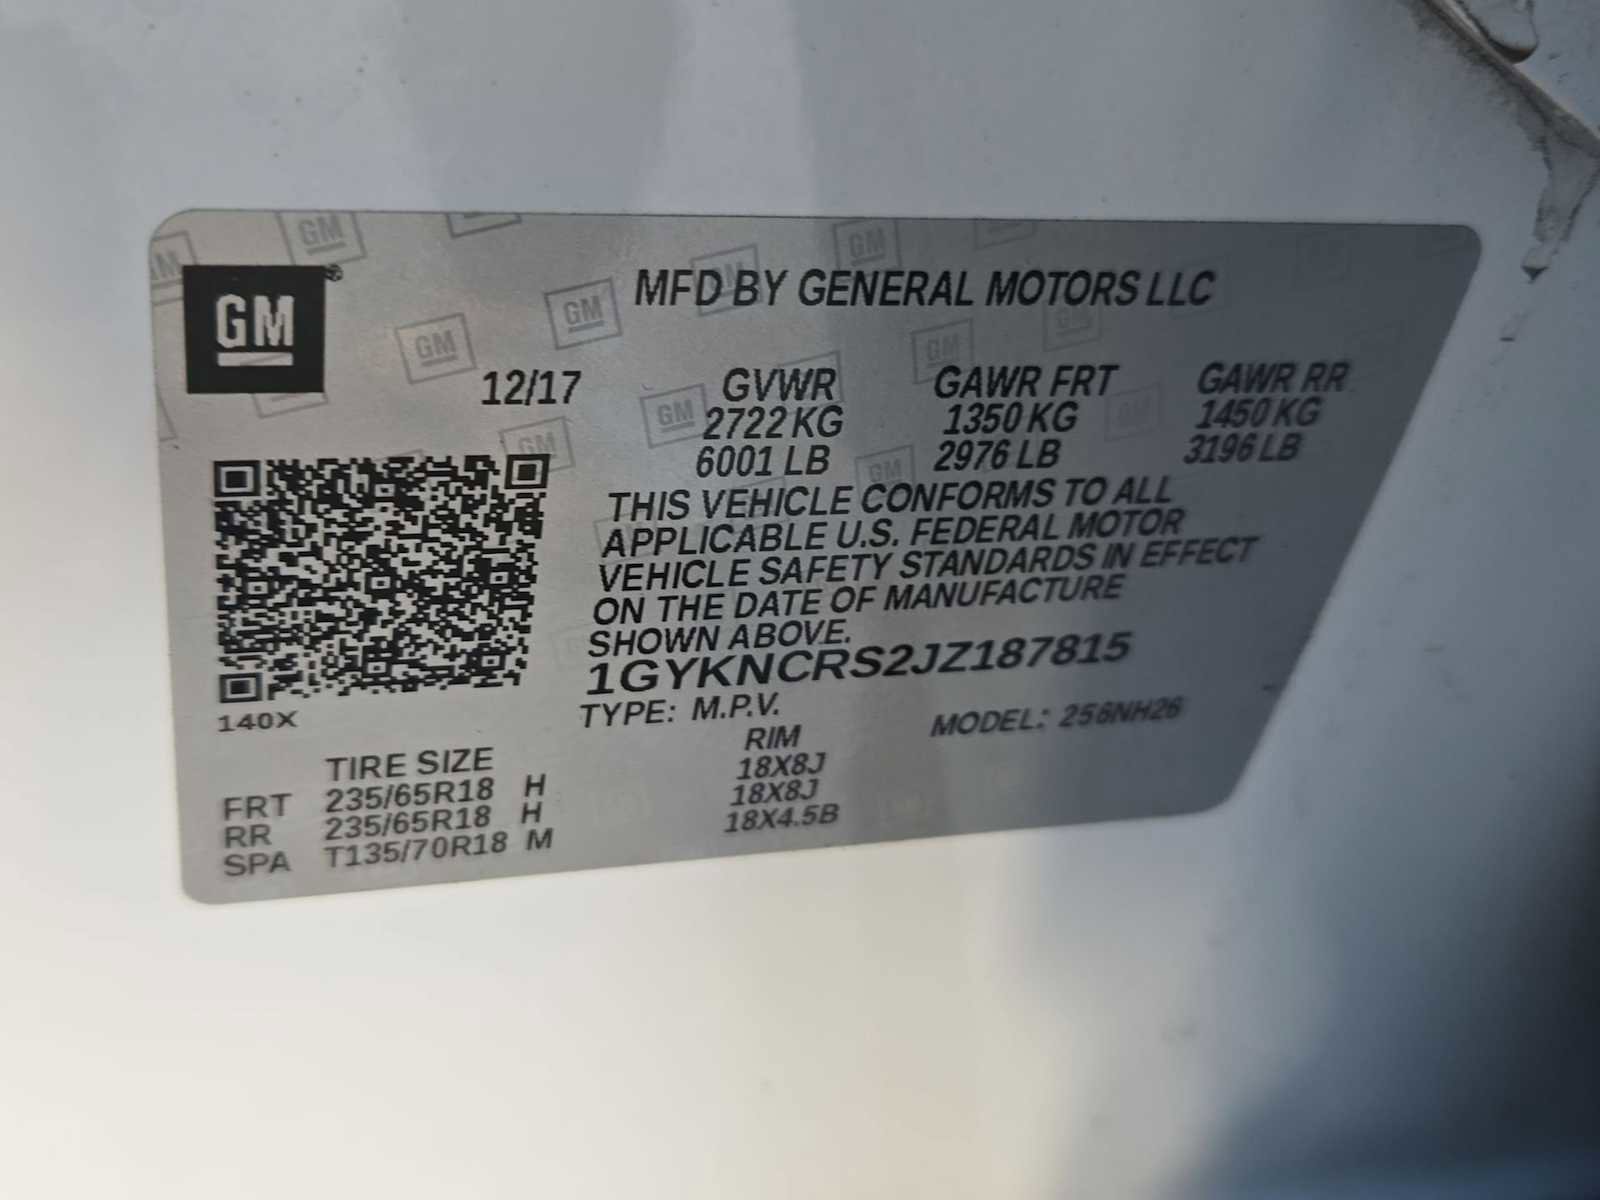 GM
MFD BY GENERAL MOTORS LLC
12/17 GVWR GAWR FRT GAWR RR
2722 KG 1350 KG 1450 KG
6001 LB 2976 LB 3196 LB
THIS VEHICLE CONFORMS TO ALL
APPLICABLE U.S. FEDERAL MOTOR
VEHICLE SAFETY STANDARDS IN EFFECT
ON THE DATE OF MANUFACTURE
SHOWN ABOVE.
1GYKNCRS2JZ187815
140X
TYPE: M.P.V. MODEL: 256NH26
TIRE SIZE RIM
FRT 235/65R18 H 18X8J
RR 235/65R18 H 18X8J
SPA T135/70R18 M 18X4.5B